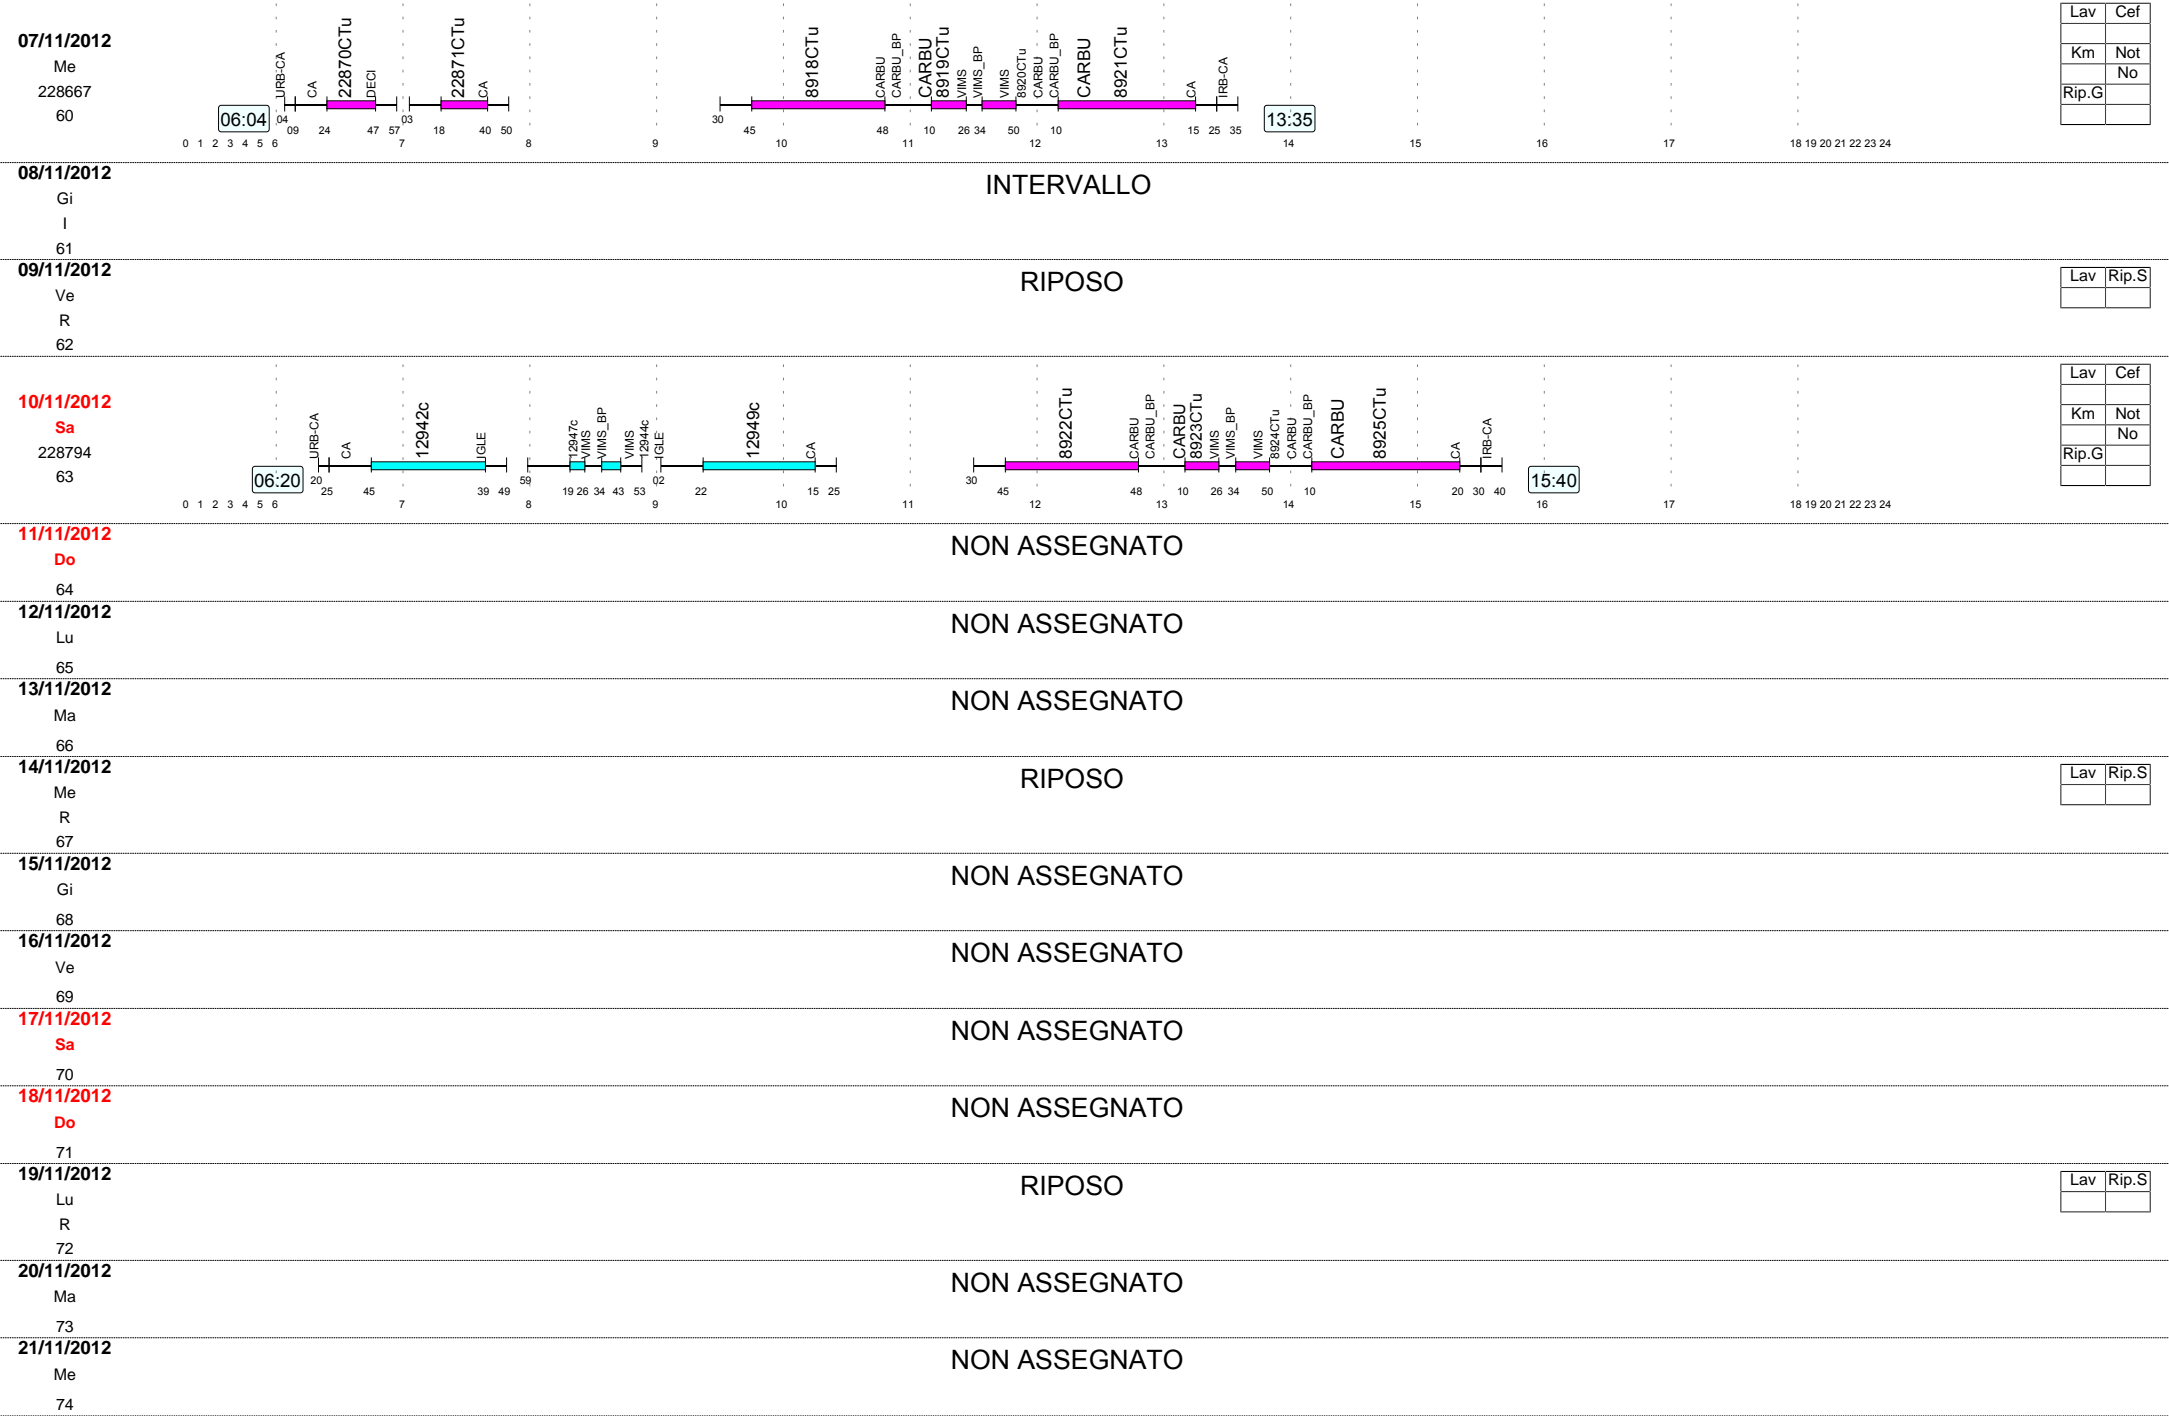 07/11/2012
Me
228667
60
06:04
URB-CA CA 22870CTu DECI 22871CTu CA 8918CTu CARBU CARBU_BP CARBU 8919CTu VIMS VIMS_BP VIMS 8920CTu CARBU CARBU_BP CARBU 8921CTu CA IRB-CA
04 09 24 47 57 03 18 40 50 30 45 48 10 26 34 50 10 15 25 35
13:35
0 1 2 3 4 5 6 7 8 9 10 11 12 13 14 15 16 17 18 19 20 21 22 23 24
Lav Cef
Km Not
No
Rip.G
08/11/2012
Gi
I
61
INTERVALLO
09/11/2012
Ve
R
62
RIPOSO
Lav Rip.S
10/11/2012
Sa
228794
63
06:20
URB-CA CA 12942c IGLE 12947c VIMS VIMS_BP VIMS 12944c IGLE 12949c CA 8922CTu CARBU CARBU_BP CARBU 8923CTu VIMS VIMS_BP VIMS 8924CTu CARBU CARBU_BP CARBU 8925CTu CA IRB-CA
20 25 45 39 49 59 19 26 34 43 53 02 22 15 25 30 45 48 10 26 34 50 10 20 30 40
15:40
0 1 2 3 4 5 6 7 8 9 10 11 12 13 14 15 16 17 18 19 20 21 22 23 24
Lav Cef
Km Not
No
Rip.G
11/11/2012
Do
64
NON ASSEGNATO
12/11/2012
Lu
65
NON ASSEGNATO
13/11/2012
Ma
66
NON ASSEGNATO
14/11/2012
Me
R
67
RIPOSO
Lav Rip.S
15/11/2012
Gi
68
NON ASSEGNATO
16/11/2012
Ve
69
NON ASSEGNATO
17/11/2012
Sa
70
NON ASSEGNATO
18/11/2012
Do
71
NON ASSEGNATO
19/11/2012
Lu
R
72
RIPOSO
Lav Rip.S
20/11/2012
Ma
73
NON ASSEGNATO
21/11/2012
Me
74
NON ASSEGNATO